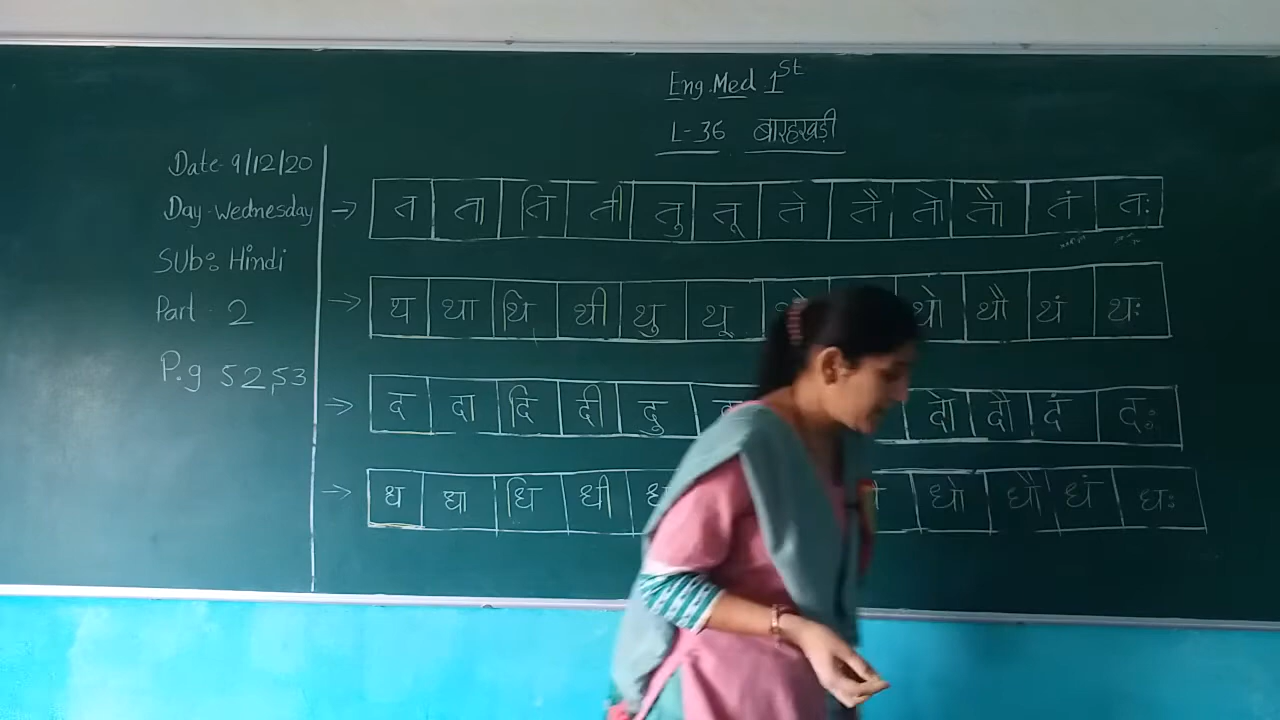 Eng.Med 1st
L-36 बारहखड़ी
Date-9/12/20
Day-Wednesday
SUb: Hindi
Part-2
P.g 52,53
→ त ता ति ती तु तू ते तै तो तौ तं तः
→ थ था थि थी थु थू थो थौ थं थः
→ द दा दि दी दु दो दौ दं दः
→ ध धा धि धी धो धौ धं धः